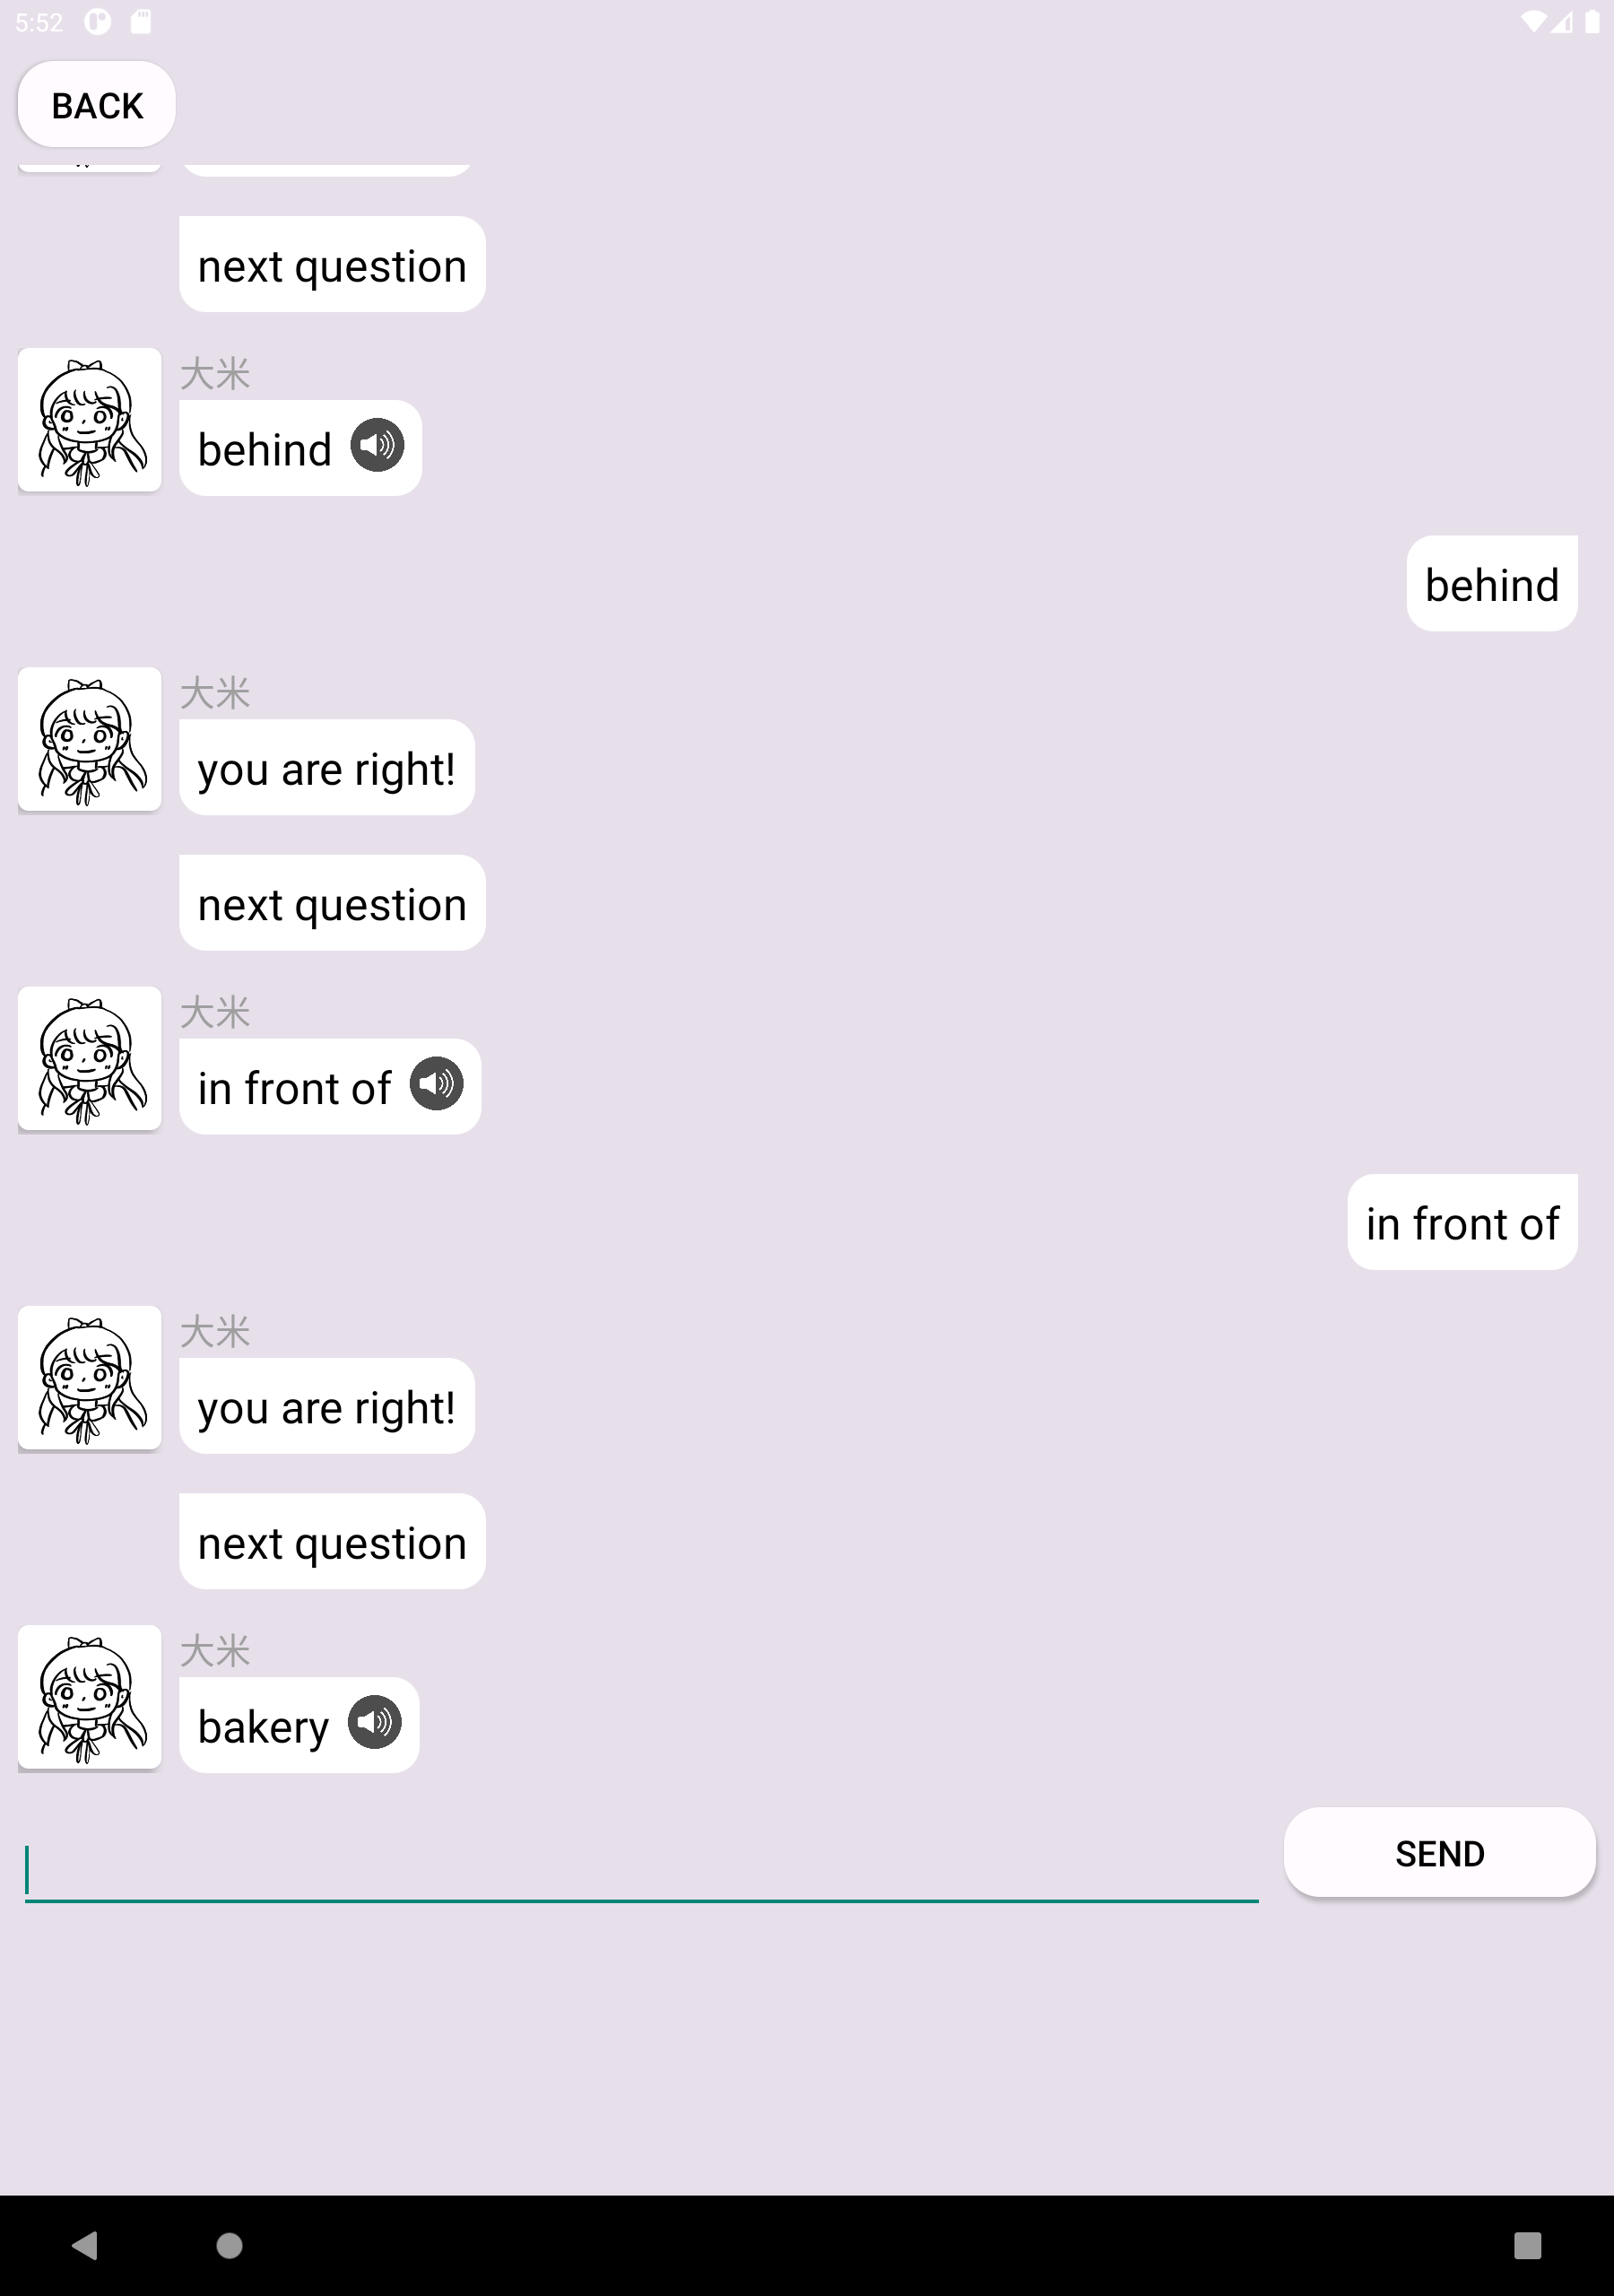 5:52
BACK
next question
大米
behind
behind
大米
you are right!
next question
大米
in front of
in front of
大米
you are right!
next question
大米
bakery
SEND